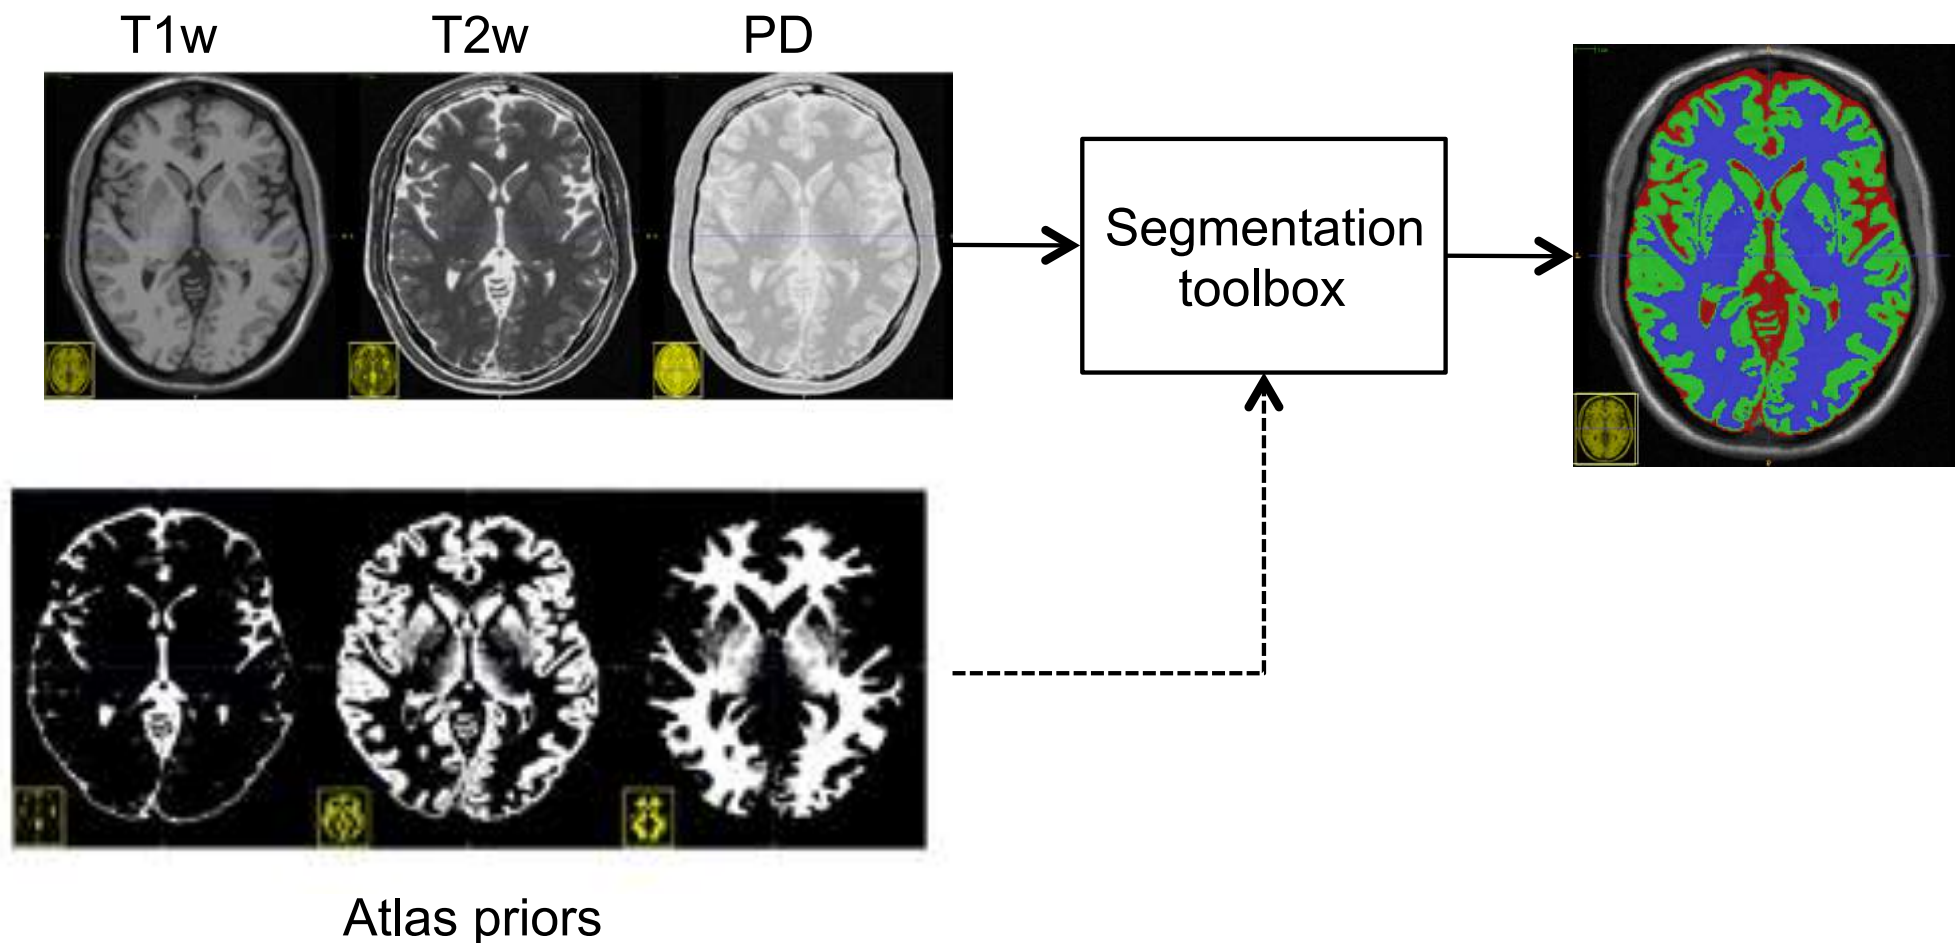 T1w T2w PD
Segmentation
toolbox
Atlas priors